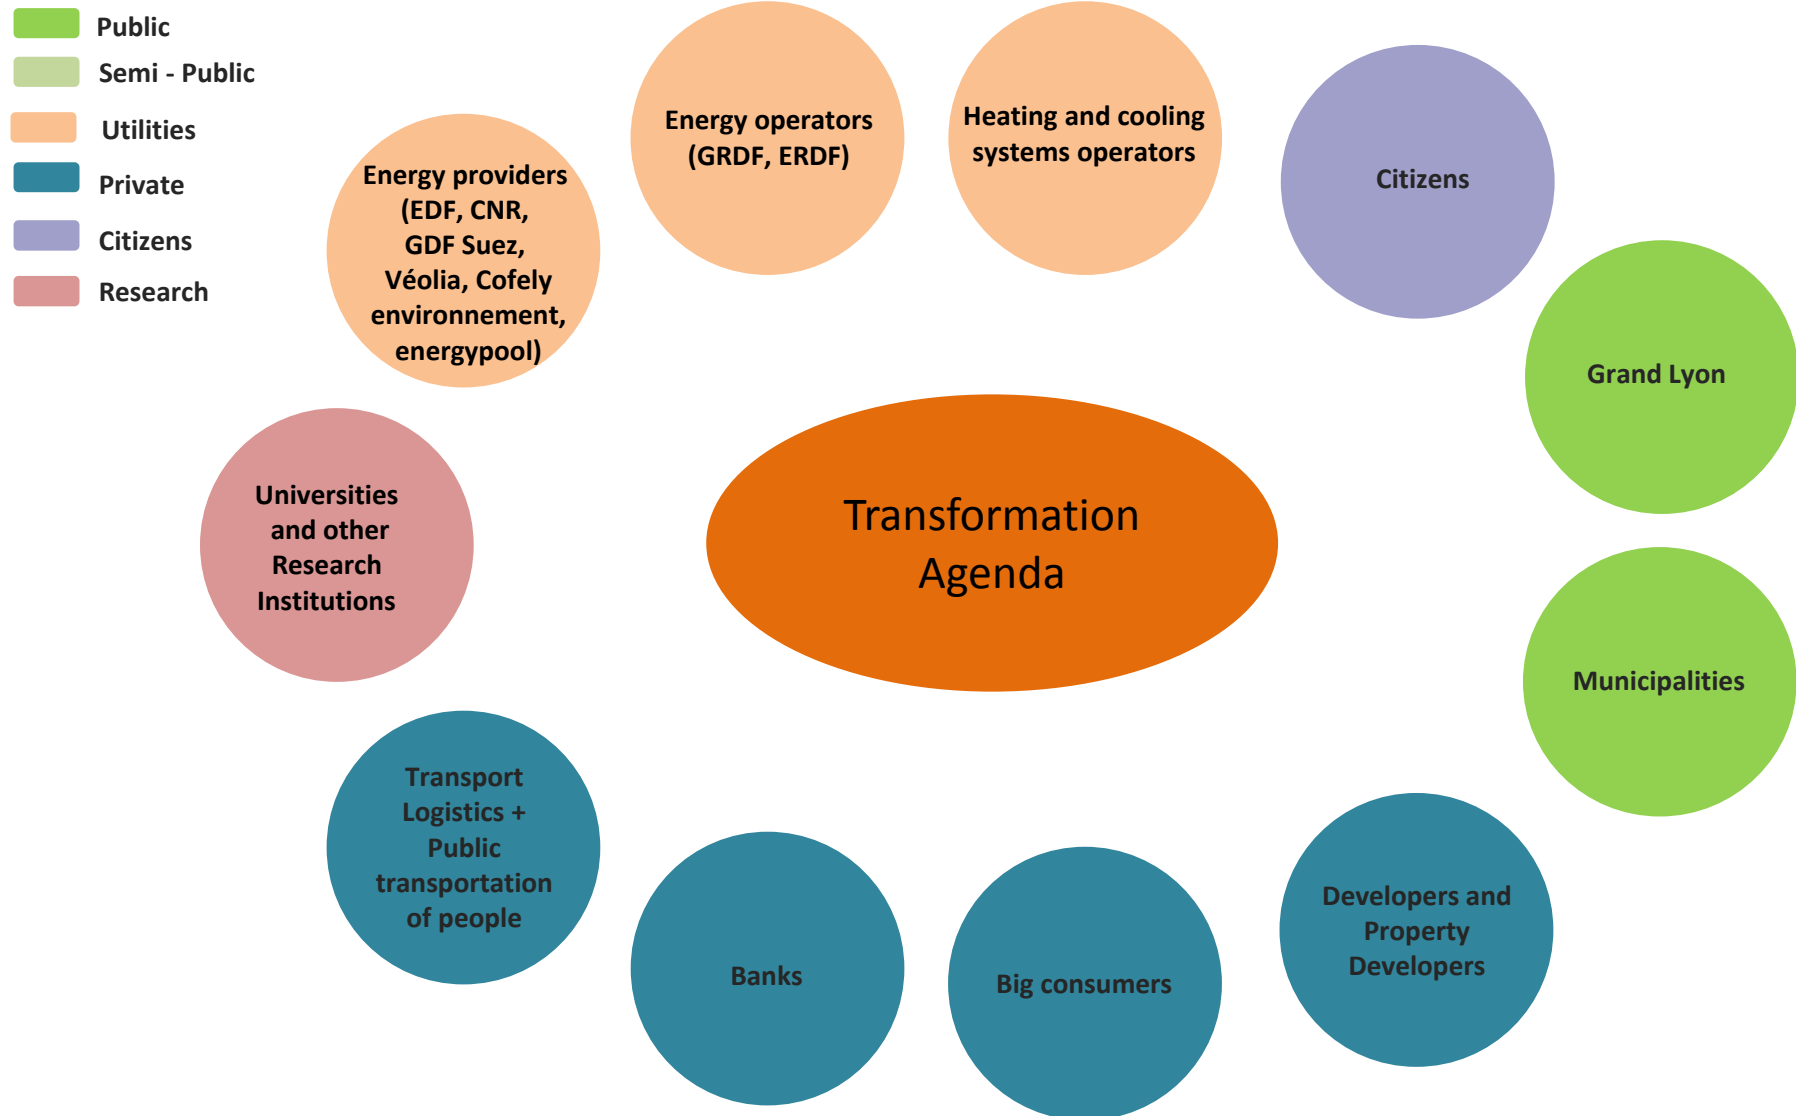 Public
Semi - Public
Utilities
Private
Citizens
Research
Energy providers
(EDF, CNR,
GDF Suez,
Véolia, Cofely
environnement,
energypool)
Energy operators
(GRDF, ERDF)
Heating and cooling
systems operators
Citizens
Grand Lyon
Municipalities
Developers and
Property
Developers
Big consumers
Banks
Transport
Logistics +
Public
transportation
of people
Universities
and other
Research
Institutions
Transformation
Agenda